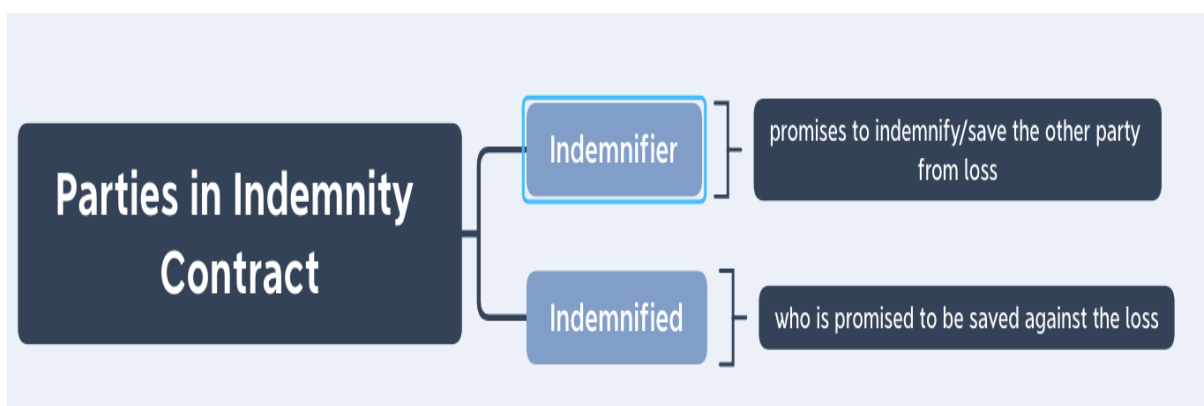 Parties in Indemnity
Contract
Indemnifier
promises to indemnify/save the other party
from loss
Indemnified
who is promised to be saved against the loss